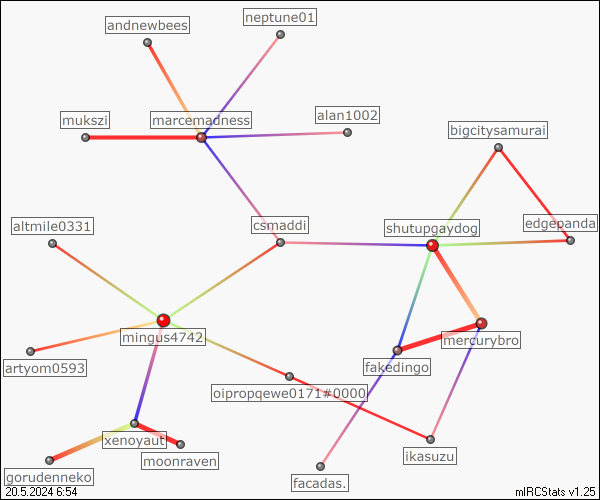 neptune01
andnewbees
alan1002
mukszi
marcemadness
bigcitysamurai
altmile0331
csmaddi
shutupgaydog
edgepanda
mingus4742
mercurybro
artyom0593
fakedingo
oipropqewe0171#0000
xenoyaut
ikasuzu
moonraven
gorudenneko
facadas.
20.5.2024 6:54
mIRCStats v1.25